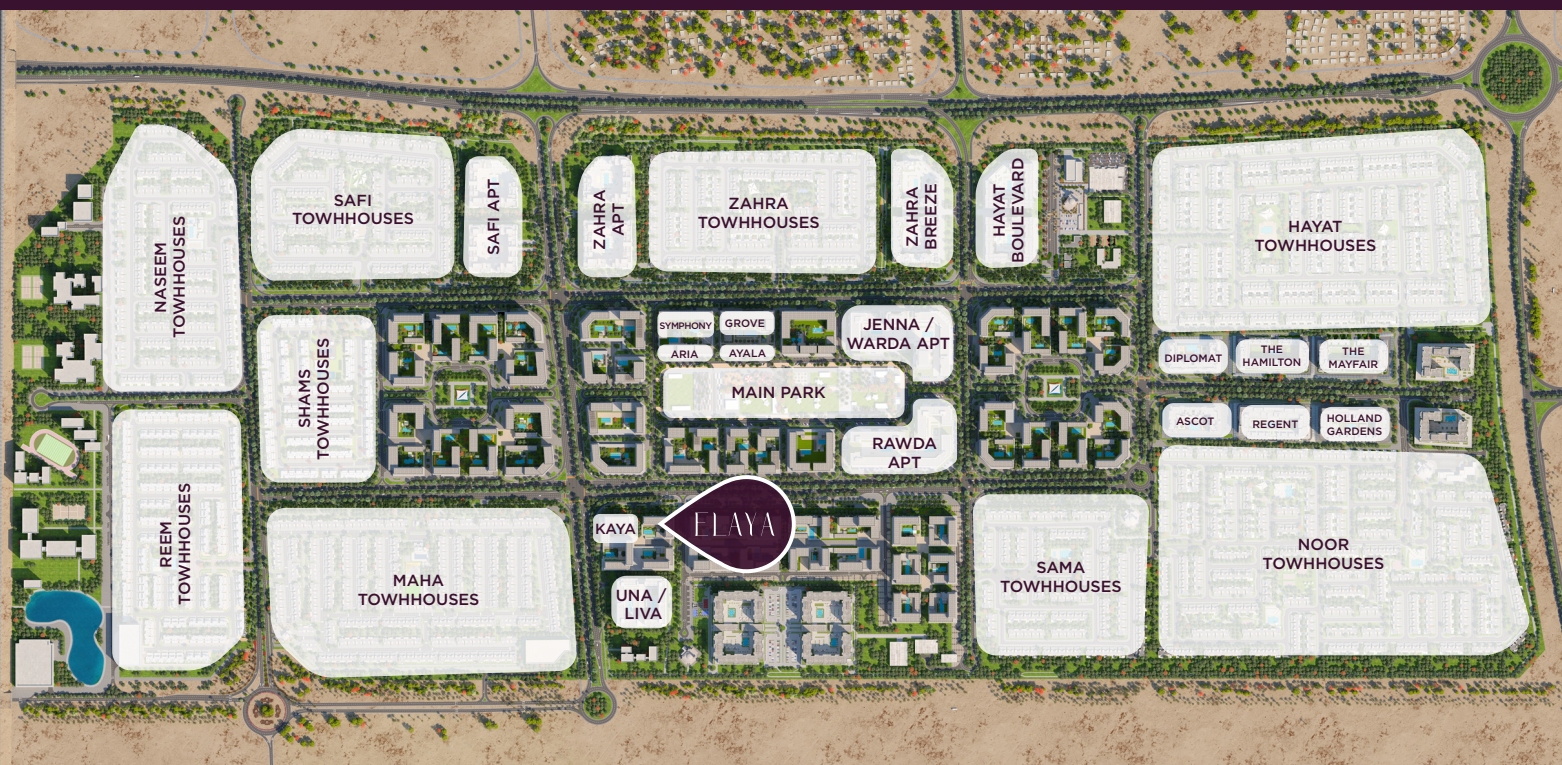 NASEEM
TOWHHOUSES
SAFI
TOWHHOUSES
SAFI APT
ZAHRA
APT
ZAHRA
TOWHHOUSES
ZAHRA
BREEZE
HAYAT
BOULEVARD
HAYAT
TOWHHOUSES
SHAMS
TOWHHOUSES
SYMPHONY
GROVE
ARIA
AYALA
JENNA /
WARDA APT
MAIN PARK
RAWDA
APT
DIPLOMAT
THE
HAMILTON
THE
MAYFAIR
ASCOT
REGENT
HOLLAND
GARDENS
REEM
TOWHHOUSES
MAHA
TOWHHOUSES
KAYA
ELAYA
UNA /
LIVA
SAMA
TOWHHOUSES
NOOR
TOWHHOUSES